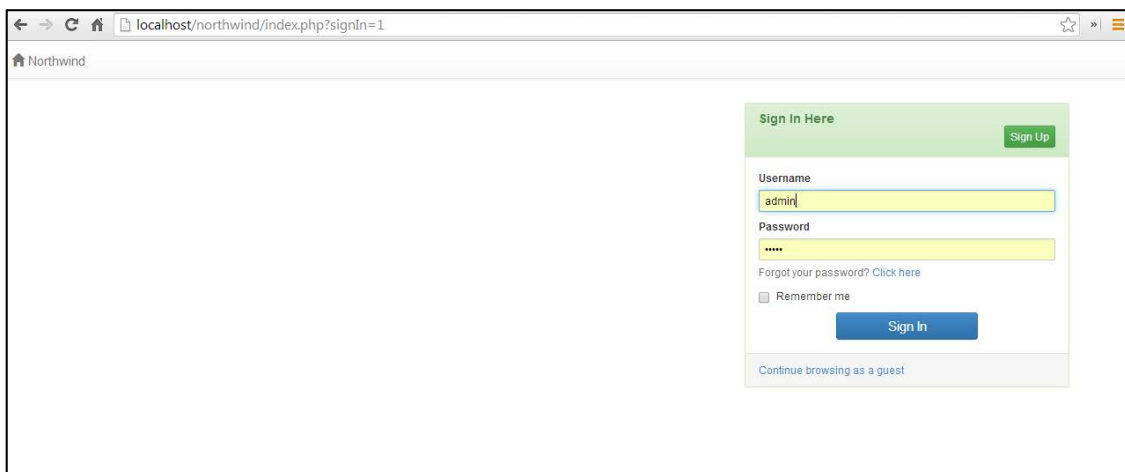 localhost/northwind/index.php?signIn=1
Northwind
Sign In Here
Sign Up
Username
admin
Password
•••••
Forgot your password? Click here
Remember me
Sign In
Continue browsing as a guest